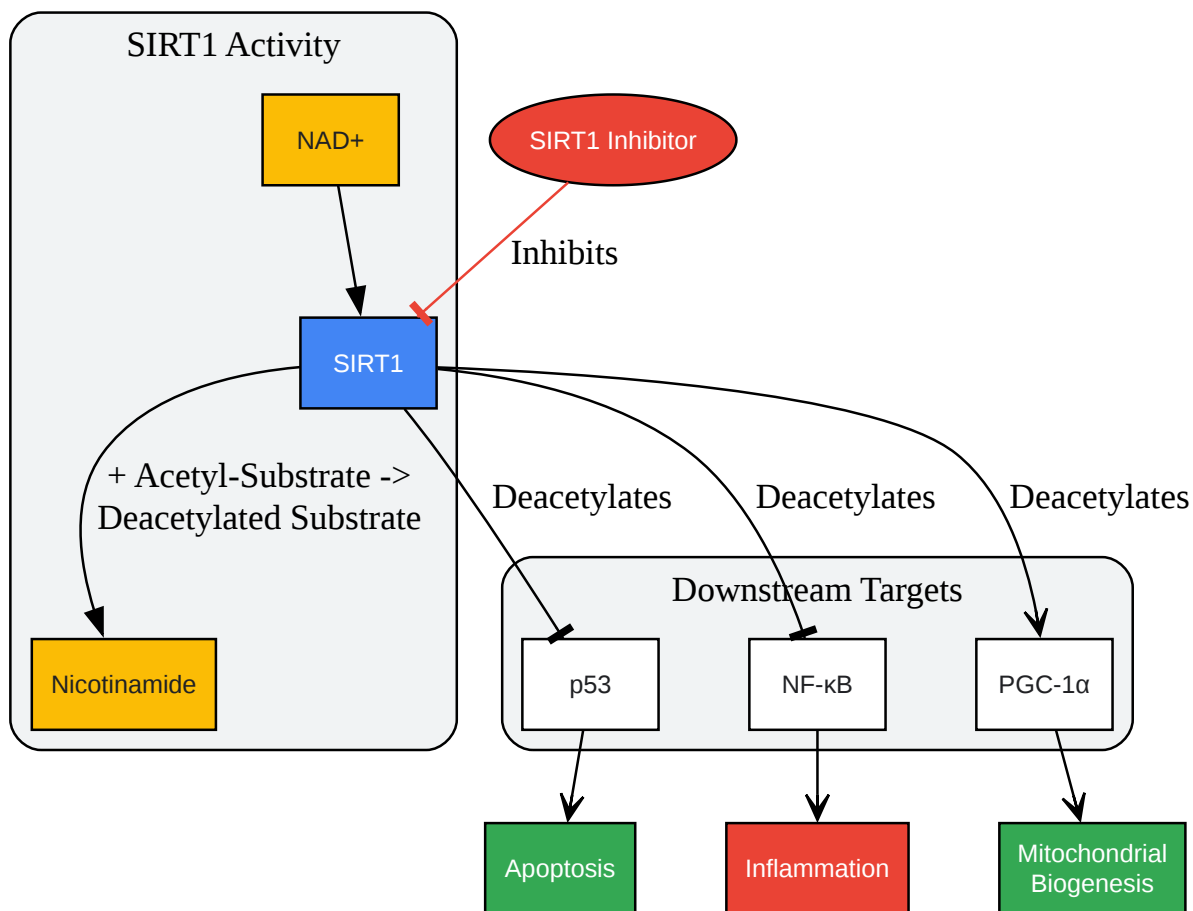 SIRT1 Activity
NAD+
SIRT1 Inhibitor
Inhibits
SIRT1
+ Acetyl-Substrate ->
Deacetylated Substrate
Deacetylates
Deacetylates
Deacetylates
Downstream Targets
Nicotinamide
p53
NF-κB
PGC-1α
Apoptosis
Inflammation
Mitochondrial
Biogenesis